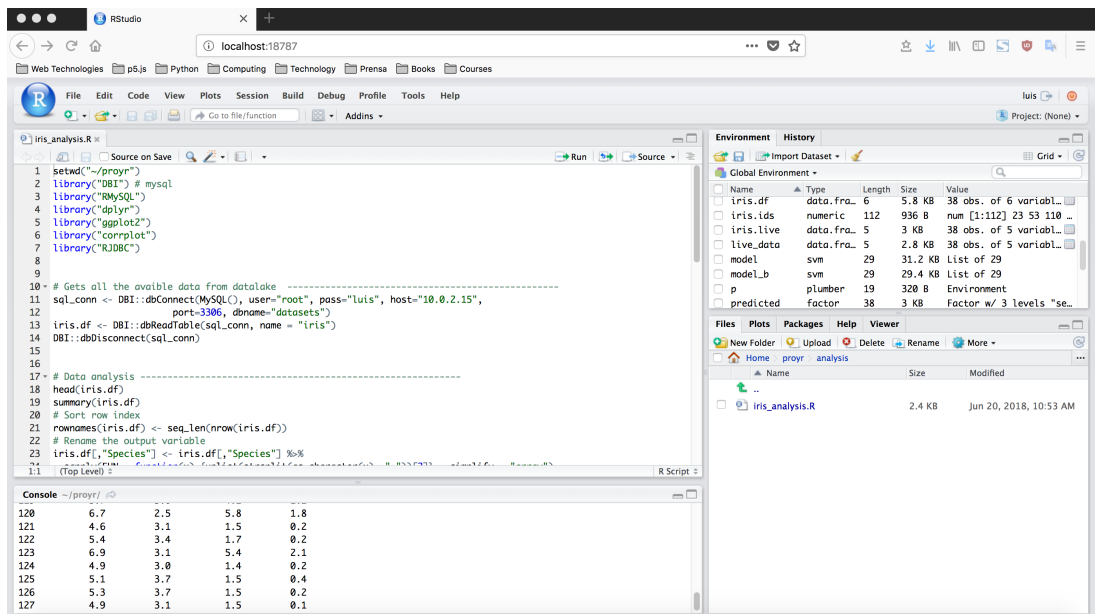 RStudio
localhost:18787
Web Technologies p5.js Python Computing Technology Prensa Books Courses
R File Edit Code View Plots Session Build Debug Profile Tools Help luis
Go to file/function Addins Project: (None)
iris_analysis.R
Source on Save Run Source
1 setwd("~/proyr")
2 library("DBI") # mysql
3 library("RMySQL")
4 library("dplyr")
5 library("ggplot2")
6 library("corrplot")
7 library("RJDBC")
8
9
10 # Gets all the avaible data from datalake ----------------------------------------------------
11 sql_conn <- DBI::dbConnect(MySQL(), user="root", pass="luis", host="10.0.2.15",
12 port=3306, dbname="datasets")
13 iris.df <- DBI::dbReadTable(sql_conn, name = "iris")
14 DBI::dbDisconnect(sql_conn)
15
16
17 # Data analysis -------------------------------------------------------------
18 head(iris.df)
19 summary(iris.df)
20 # Sort row index
21 rownames(iris.df) <- seq_len(nrow(iris.df))
22 # Rename the output variable
23 iris.df[,"Species"] <- iris.df[,"Species"] %>%
1:1 (Top Level) R Script
Console ~/proyr/
120 6.7 2.5 5.8 1.8
121 4.6 3.1 1.5 0.2
122 5.4 3.4 1.7 0.2
123 6.9 3.1 5.4 2.1
124 4.9 3.0 1.4 0.2
125 5.1 3.7 1.5 0.4
126 5.3 3.7 1.5 0.2
127 4.9 3.1 1.5 0.1
Environment History
Import Dataset Grid
Global Environment
Name Type Length Size Value
iris.df data.fra… 6 5.8 KB 38 obs. of 6 variabl…
iris.ids numeric 112 936 B num [1:112] 23 53 110 …
iris.live data.fra… 5 3 KB 38 obs. of 5 variabl…
live_data data.fra… 5 2.8 KB 38 obs. of 5 variabl…
model svm 29 31.2 KB List of 29
model_b svm 29 29.4 KB List of 29
p plumber 19 320 B Environment
predicted factor 38 3 KB Factor w/ 3 levels "se…
Files Plots Packages Help Viewer
New Folder Upload Delete Rename More
Home proyr analysis
Name Size Modified
..
iris_analysis.R 2.4 KB Jun 20, 2018, 10:53 AM